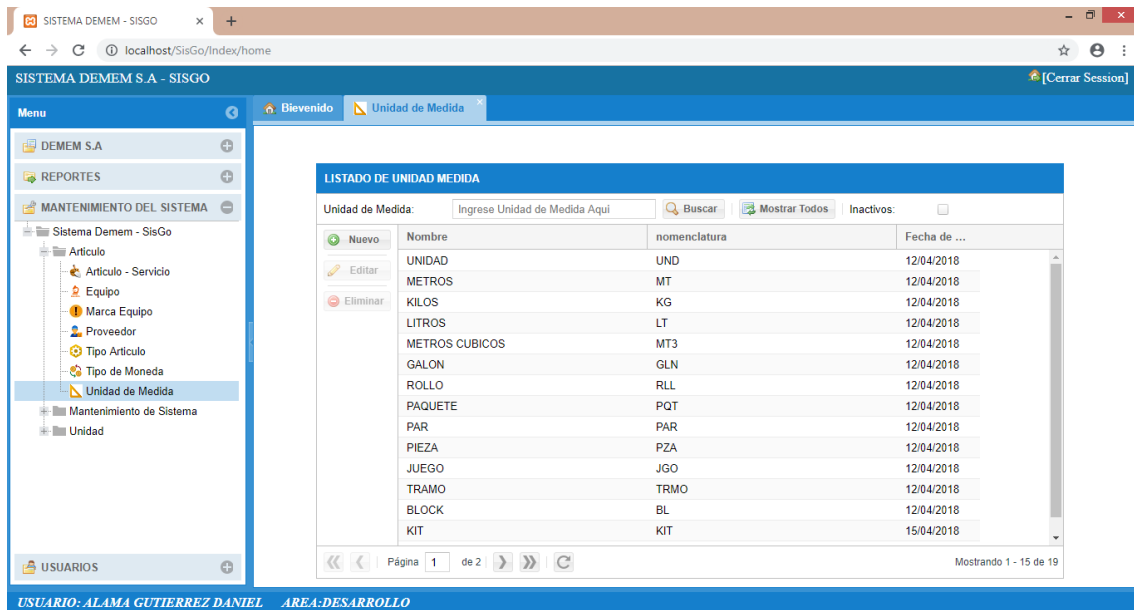 SISTEMA DEMEM - SISGO
localhost/SisGo/Index/home
SISTEMA DEMEM S.A - SISGO
[Cerrar Session]
Menu
Bievenido
Unidad de Medida
DEMEM S.A
REPORTES
MANTENIMIENTO DEL SISTEMA
Sistema Demem - SisGo
Articulo
Articulo - Servicio
Equipo
Marca Equipo
Proveedor
Tipo Articulo
Tipo de Moneda
Unidad de Medida
Mantenimiento de Sistema
Unidad
USUARIOS
LISTADO DE UNIDAD MEDIDA
Unidad de Medida: Ingrese Unidad de Medida Aqui Buscar Mostrar Todos Inactivos:
Nuevo
Editar
Eliminar
Nombre nomenclatura Fecha de ...
UNIDAD UND 12/04/2018
METROS MT 12/04/2018
KILOS KG 12/04/2018
LITROS LT 12/04/2018
METROS CUBICOS MT3 12/04/2018
GALON GLN 12/04/2018
ROLLO RLL 12/04/2018
PAQUETE PQT 12/04/2018
PAR PAR 12/04/2018
PIEZA PZA 12/04/2018
JUEGO JGO 12/04/2018
TRAMO TRMO 12/04/2018
BLOCK BL 12/04/2018
KIT KIT 15/04/2018
Página 1 de 2
Mostrando 1 - 15 de 19
USUARIO: ALAMA GUTIERREZ DANIEL AREA:DESARROLLO